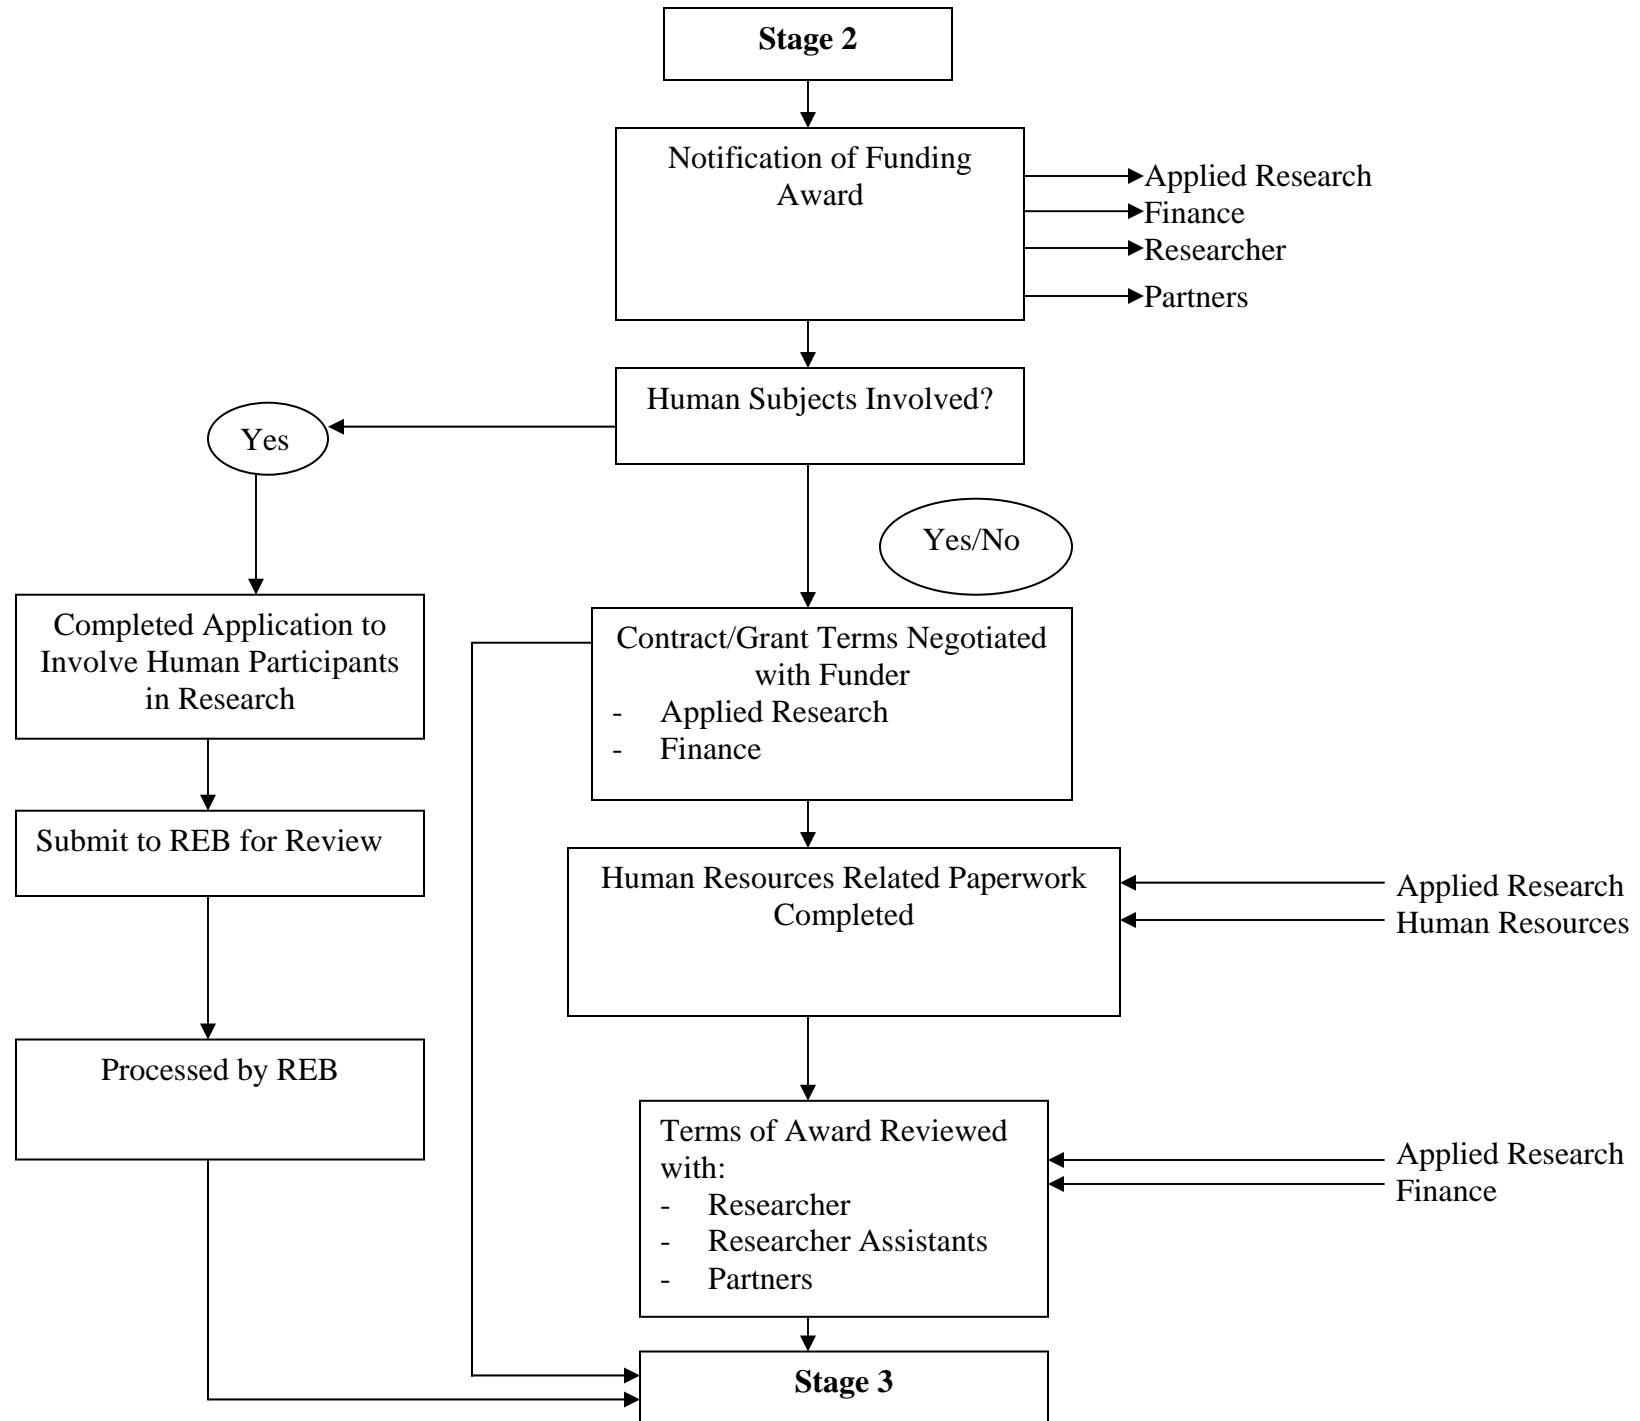 Stage 2
Notification of Funding
Award
Applied Research
Finance
Researcher
Partners
Human Subjects Involved?
Yes
Yes/No
Completed Application to
Involve Human Participants
in Research
Contract/Grant Terms Negotiated
with Funder
- Applied Research
- Finance
Submit to REB for Review
Human Resources Related Paperwork
Completed
Applied Research
Human Resources
Processed by REB
Terms of Award Reviewed
with:
- Researcher
- Researcher Assistants
- Partners
Applied Research
Finance
Stage 3